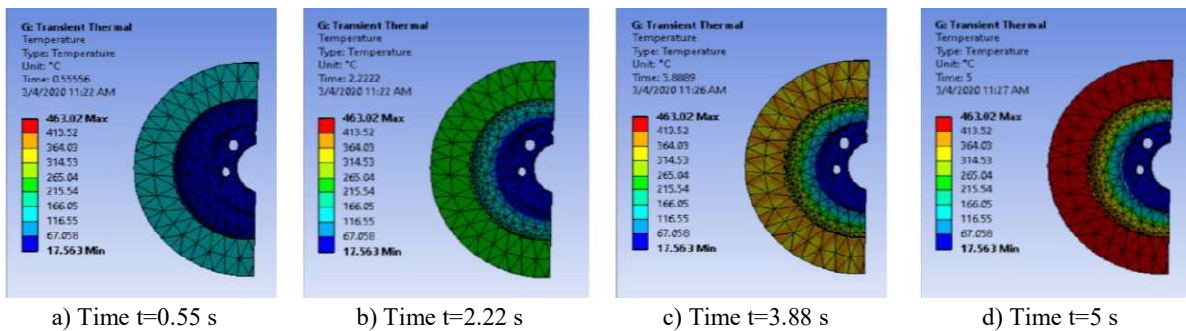 G: Transient Thermal
Temperature
Type: Temperature
Unit: °C
Time: 0.55556
3/4/2020 11:22 AM
463.02 Max
413.52
364.03
314.53
265.04
215.54
166.05
116.55
67.058
17.563 Min
a) Time t=0.55 s
G: Transient Thermal
Temperature
Type: Temperature
Unit: °C
Time: 2.2222
3/4/2020 11:22 AM
463.02 Max
413.52
364.03
314.53
265.04
215.54
166.05
116.55
67.058
17.563 Min
b) Time t=2.22 s
G: Transient Thermal
Temperature
Type: Temperature
Unit: °C
Time: 3.8889
3/4/2020 11:26 AM
463.02 Max
413.52
364.03
314.53
265.04
215.54
166.05
116.55
67.058
17.563 Min
c) Time t=3.88 s
G: Transient Thermal
Temperature
Type: Temperature
Unit: °C
Time: 5
3/4/2020 11:27 AM
463.02 Max
413.52
364.03
314.53
265.04
215.54
166.05
116.55
67.058
17.563 Min
d) Time t=5 s